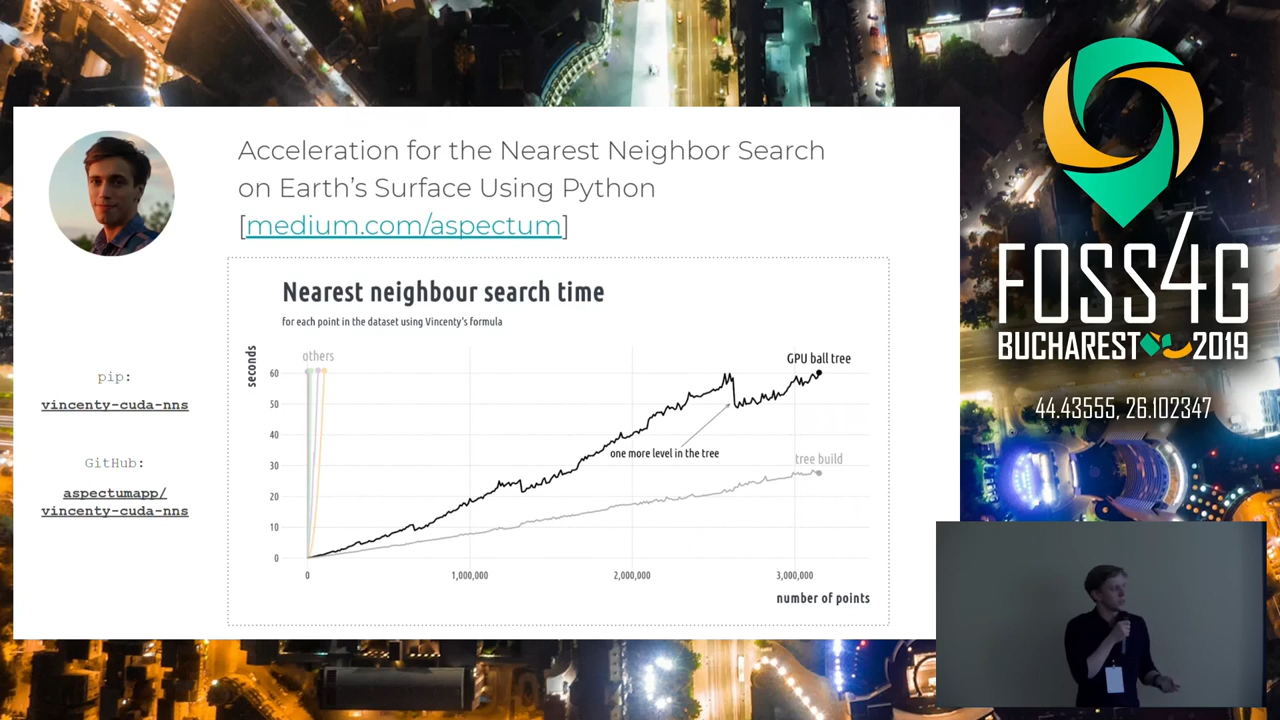 Acceleration for the Nearest Neighbor Search
on Earth's Surface Using Python
[medium.com/aspectum]
pip:
vincenty-cuda-nns
GitHub:
aspectumapp/
vincenty-cuda-nns
Nearest neighbour search time
for each point in the dataset using Vincenty's formula
seconds
others
GPU ball tree
60
50
40
one more level in the tree
tree build
30
20
10
0
0
1,000,000
2,000,000
3,000,000
number of points
FOSS4G
BUCHAREST 2019
44.43555, 26.102347